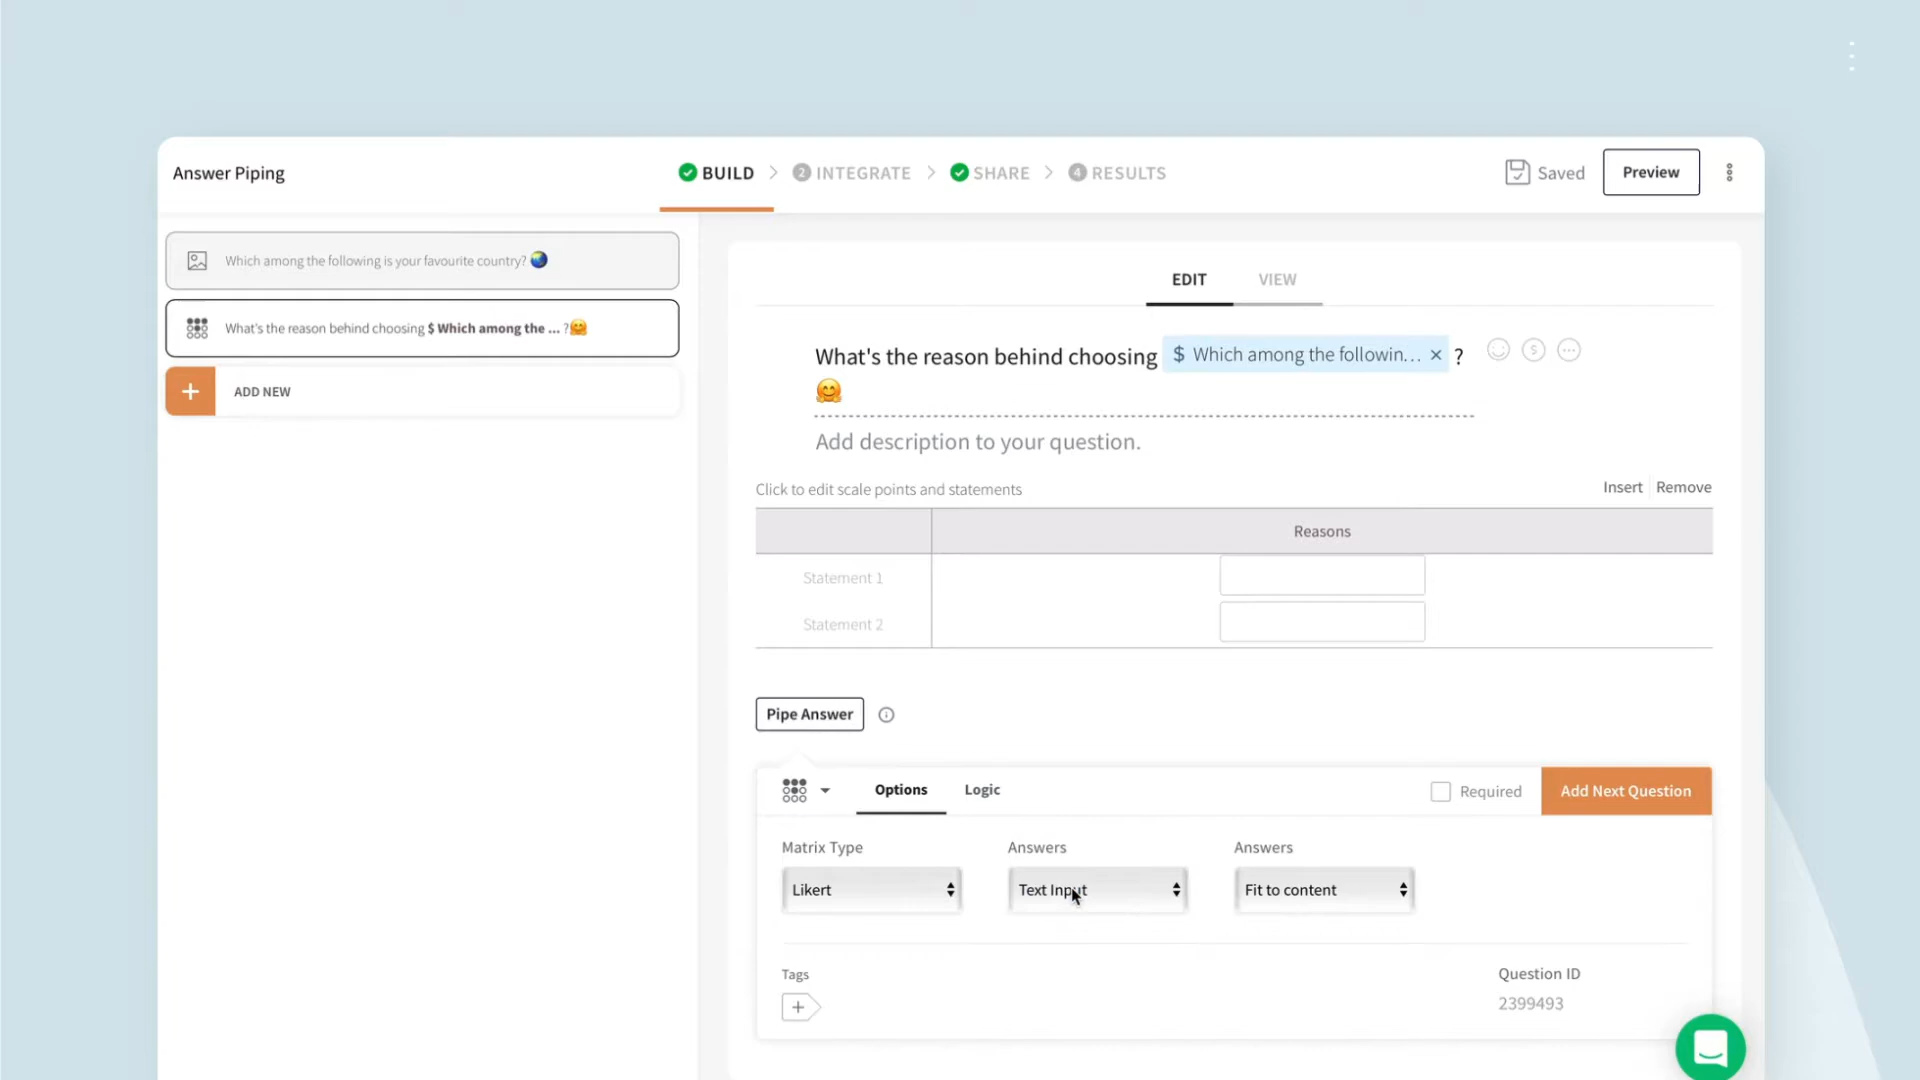 Answer Piping
BUILD
2 INTEGRATE
SHARE
4 RESULTS
Saved
Preview
Which among the following is your favourite country? 🌏
What's the reason behind choosing $ Which among the ... ?🤗
+ ADD NEW
EDIT
VIEW
What's the reason behind choosing $ Which among the followin... × ?
🤗
Add description to your question.
Click to edit scale points and statements
Insert
Remove
Reasons
Statement 1
Statement 2
Pipe Answer
Options
Logic
Required
Add Next Question
Matrix Type
Answers
Answers
Likert
Text Input
Fit to content
Tags
+
Question ID
2399493